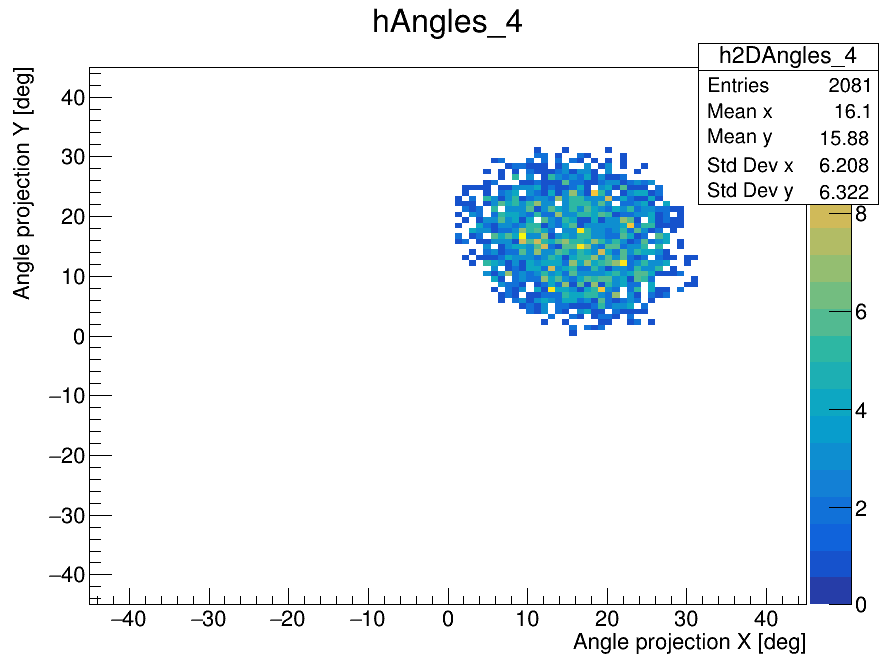 hAngles_4
h2DAngles_4
Entries 2081
Mean x 16.1
Mean y 15.88
Std Dev x 6.208
Std Dev y 6.322
Angle projection Y [deg]
40
30
20
10
0
−10
−20
−30
−40
8
6
4
2
0
−40 −30 −20 −10 0 10 20 30 40
Angle projection X [deg]